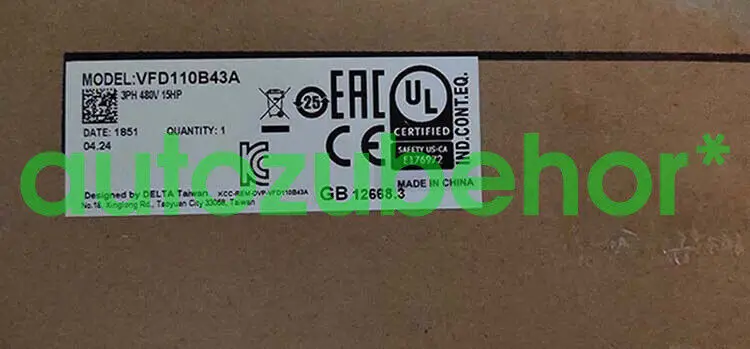 MODEL:VFD110B43A
3PH 480V 15HP
DATE: 1851 QUANTITY: 1
04.24
25
EAC
UL
CERTIFIED
SAFETY US-CA
E176972
IND.CONT.EQ.
CE
autozubehor*
Designed by DELTA Taiwan
KCC-REM-DVP-VFD110B43A
No.18, Xinglong Rd., Taoyuan City 33068, Taiwan
GB 12668.3
MADE IN CHINA